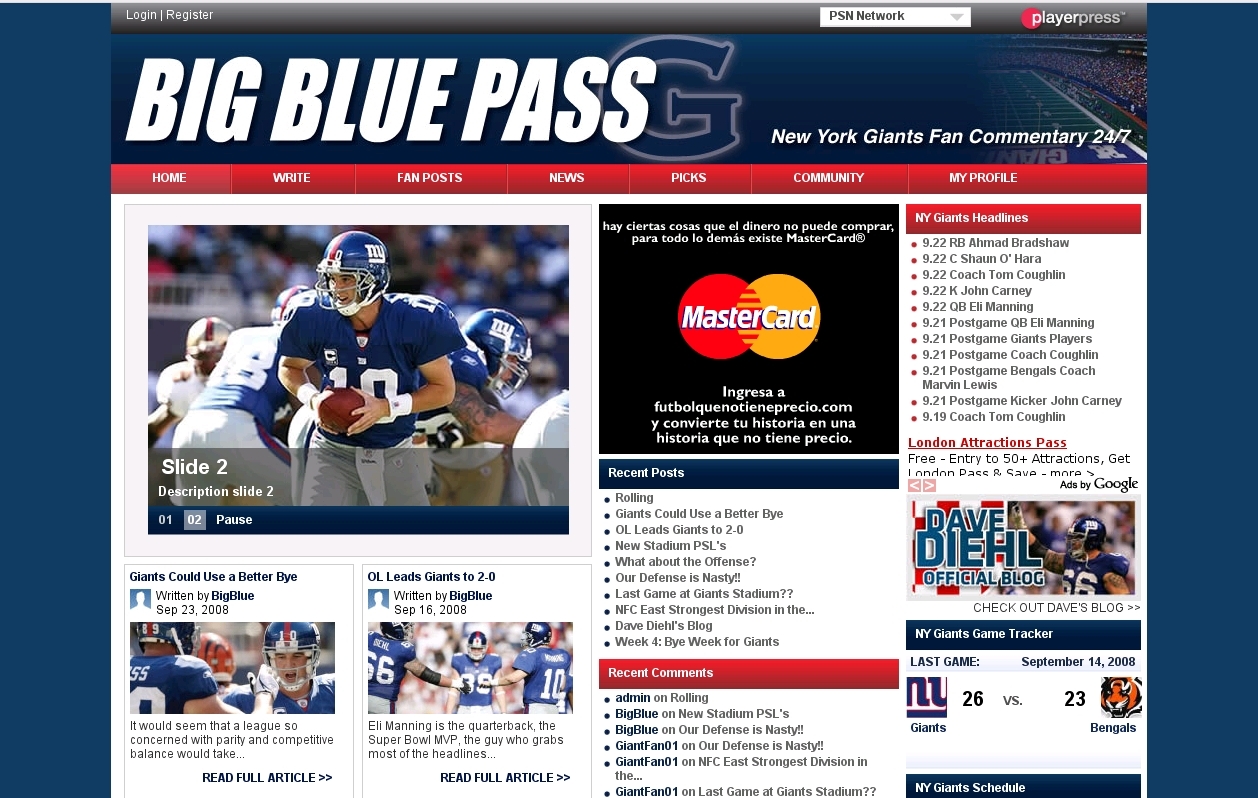 Login | Register
PSN Network
playerpress™
BIG BLUE PASS
New York Giants Fan Commentary 24/7
HOME
WRITE
FAN POSTS
NEWS
PICKS
COMMUNITY
MY PROFILE
Slide 2
Description slide 2
01 02 Pause
Giants Could Use a Better Bye
Written by BigBlue
Sep 23, 2008
It would seem that a league so
concerned with parity and competitive
balance would take...
READ FULL ARTICLE >>
OL Leads Giants to 2-0
Written by BigBlue
Sep 16, 2008
Eli Manning is the quarterback, the
Super Bowl MVP, the guy who grabs
most of the headlines...
READ FULL ARTICLE >>
hay ciertas cosas que el dinero no puede comprar,
para todo lo demás existe MasterCard®
MasterCard
Ingresa a
futbolquenotieneprecio.com
y convierte tu historia en una
historia que no tiene precio.
Recent Posts
Rolling
Giants Could Use a Better Bye
OL Leads Giants to 2-0
New Stadium PSL's
What about the Offense?
Our Defense is Nasty!!
Last Game at Giants Stadium??
NFC East Strongest Division in the...
Dave Diehl's Blog
Week 4: Bye Week for Giants
Recent Comments
admin on Rolling
BigBlue on New Stadium PSL's
BigBlue on Our Defense is Nasty!!
GiantFan01 on Our Defense is Nasty!!
GiantFan01 on NFC East Strongest Division in
the...
GiantFan01 on Last Game at Giants Stadium??
NY Giants Headlines
9.22 RB Ahmad Bradshaw
9.22 C Shaun O' Hara
9.22 Coach Tom Coughlin
9.22 K John Carney
9.22 QB Eli Manning
9.21 Postgame QB Eli Manning
9.21 Postgame Giants Players
9.21 Postgame Coach Coughlin
9.21 Postgame Bengals Coach
Marvin Lewis
9.21 Postgame Kicker John Carney
9.19 Coach Tom Coughlin
London Attractions Pass
Free - Entry to 50+ Attractions, Get
London Pass & Save - more >
Ads by Google
DAVE
DIEHL
OFFICIAL BLOG
CHECK OUT DAVE'S BLOG >>
NY Giants Game Tracker
LAST GAME: September 14, 2008
26 VS. 23
Giants Bengals
NY Giants Schedule